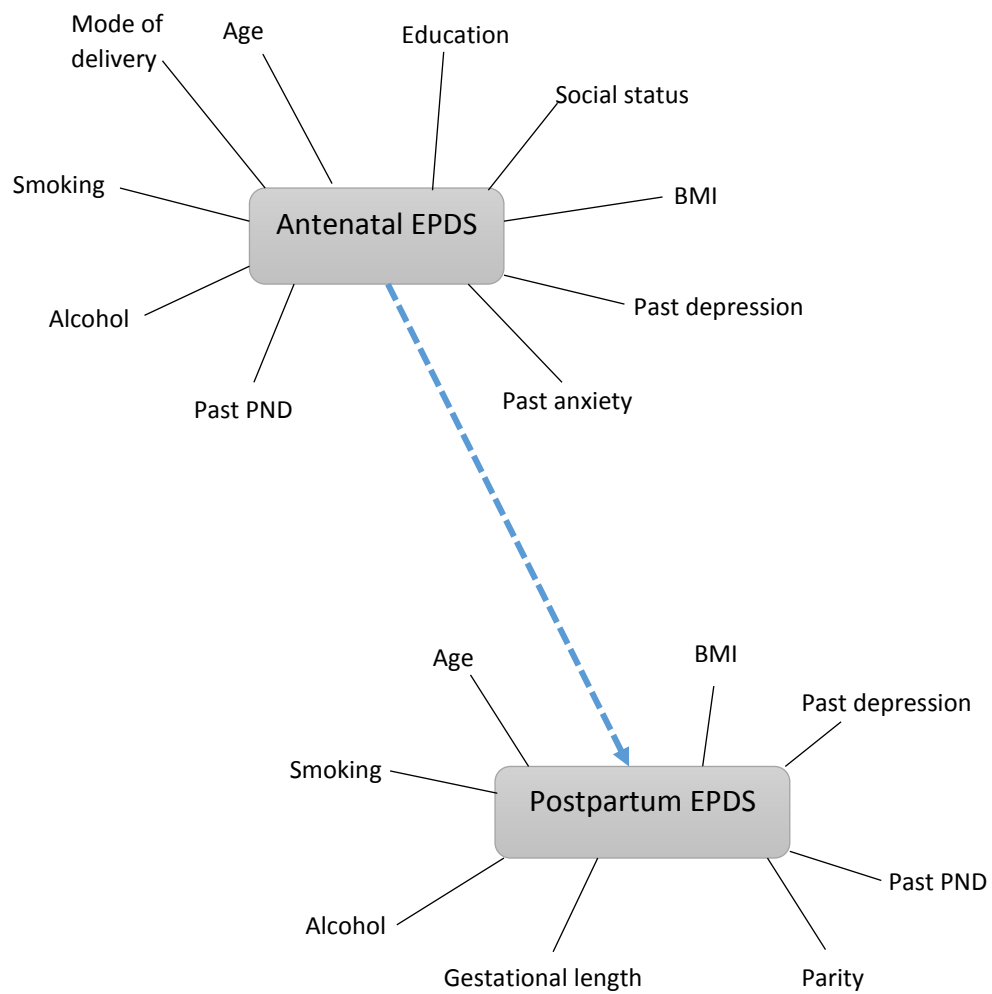 Mode of
delivery
Age
Education
Social status
Smoking
BMI
Antenatal EPDS
Past depression
Alcohol
Past anxiety
Past PND
Age
BMI
Past depression
Smoking
Postpartum EPDS
Past PND
Alcohol
Gestational length
Parity